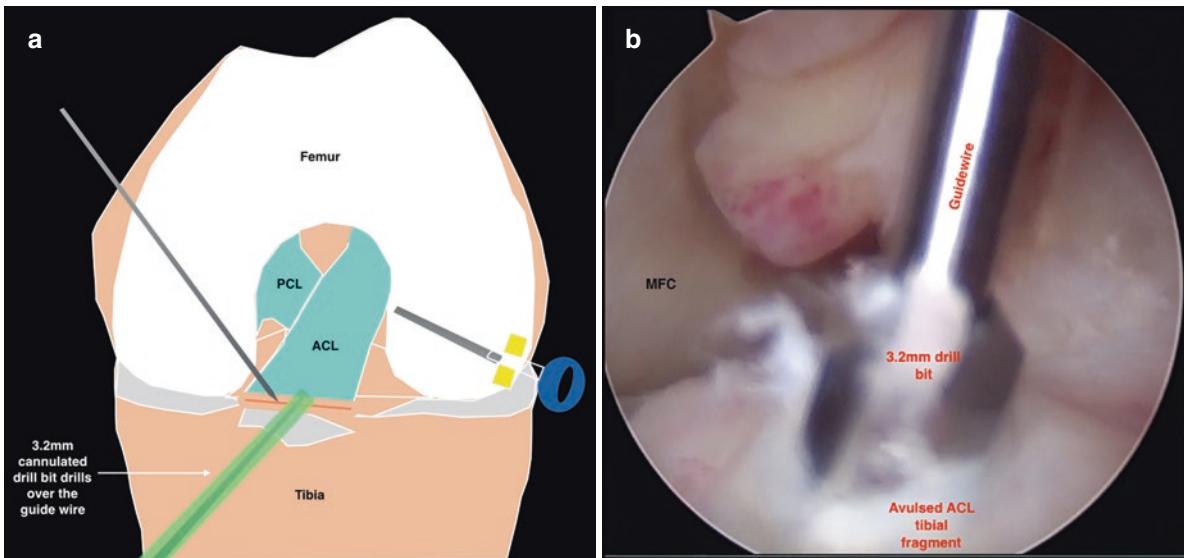 a
Femur
PCL
ACL
3.2mm
cannulated
drill bit drills
over the
guide wire
Tibia
b
Guidewire
MFC
3.2mm drill
bit
Avulsed ACL
tibial
fragment